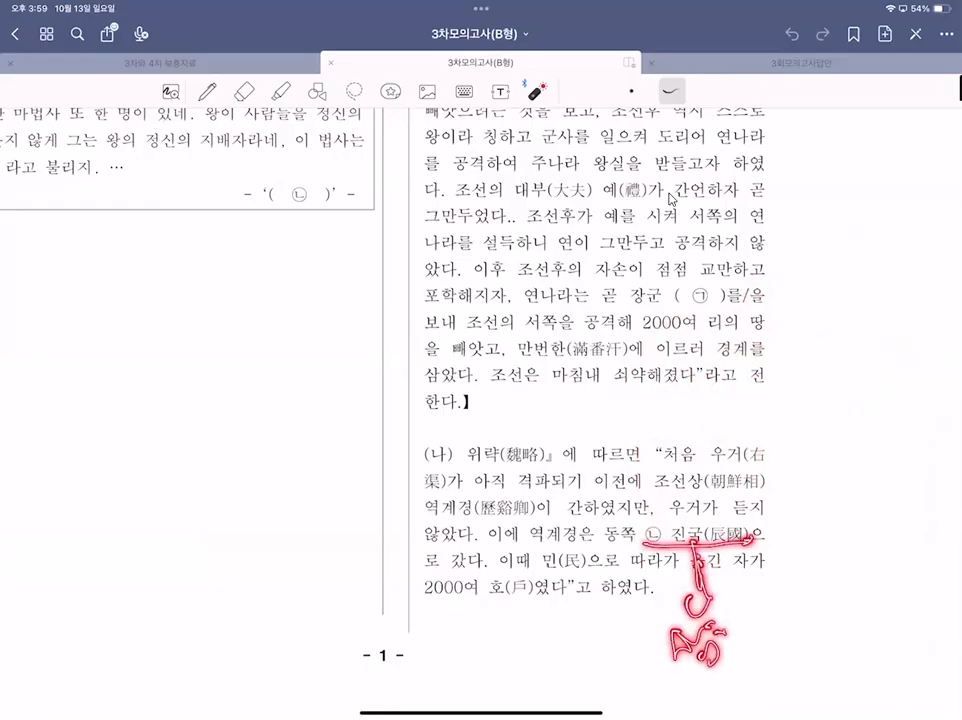 오후 3:59 10월 13일 일요일
54%
3차모의고사(B형)
3차와 4차 보충자료
3차모의고사(B형)
3회모의고사답안
마법사 또 한 명이 있네. 왕이 사람들을 정신의
지 않게 그는 왕의 정신의 지배자라네, 이 법사는
라고 불리지. …
- ‘( ㉡ )’ -
빼앗으려는 것을 보고, 조선후 역시 스스로
왕이라 칭하고 군사를 일으켜 도리어 연나라
를 공격하여 주나라 왕실을 받들고자 하였
다. 조선의 대부(大夫) 예(禮)가 간언하자 곧
그만두었다.. 조선후가 예를 시켜 서쪽의 연
나라를 설득하니 연이 그만두고 공격하지 않
았다. 이후 조선후의 자손이 점점 교만하고
포학해지자, 연나라는 곧 장군 ( ㉠ )를/을
보내 조선의 서쪽을 공격해 2000여 리의 땅
을 빼앗고, 만번한(滿番汗)에 이르러 경계를
삼았다. 조선은 마침내 쇠약해졌다”라고 전
한다.】
(나) 위략(魏略)』에 따르면 “처음 우거(右
渠)가 아직 격파되기 이전에 조선상(朝鮮相)
역계경(歷谿卿)이 간하였지만, 우거가 듣지
않았다. 이에 역계경은 동쪽 ㉡ 진국(辰國)으
로 갔다. 이때 민(民)으로 따라가 긴 자가
2000여 호(戶)였다”고 하였다.
- 1 -